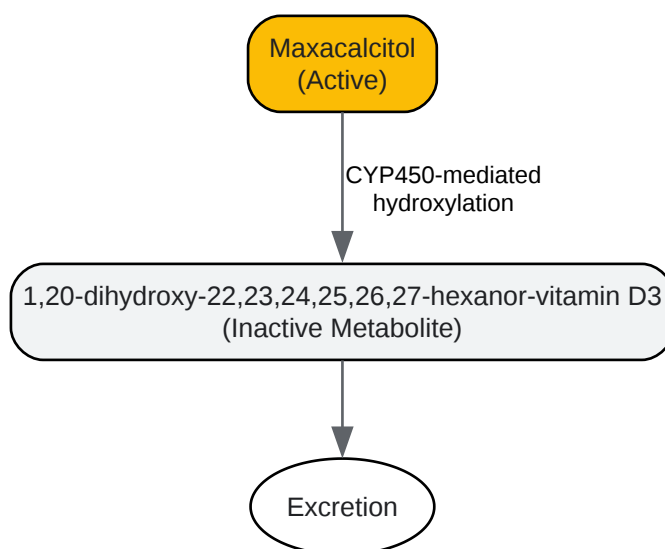 Maxacalcitol
(Active)
CYP450-mediated
hydroxylation
1,20-dihydroxy-22,23,24,25,26,27-hexanor-vitamin D3
(Inactive Metabolite)
Excretion